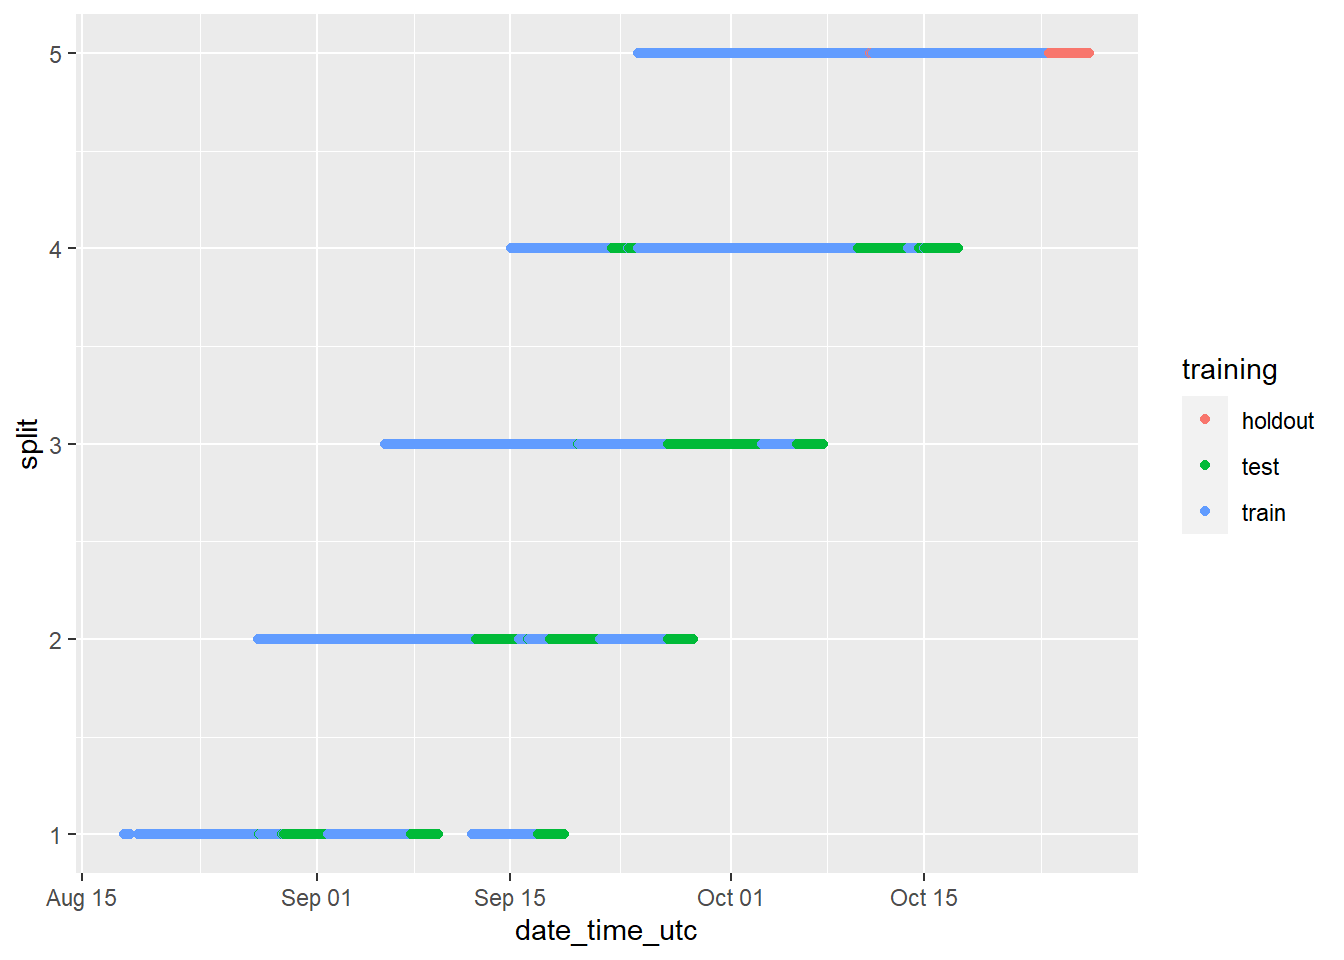 5
4
3
2
1
split
Aug 15
Sep 01
Sep 15
Oct 01
Oct 15
date_time_utc
training
holdout
test
train